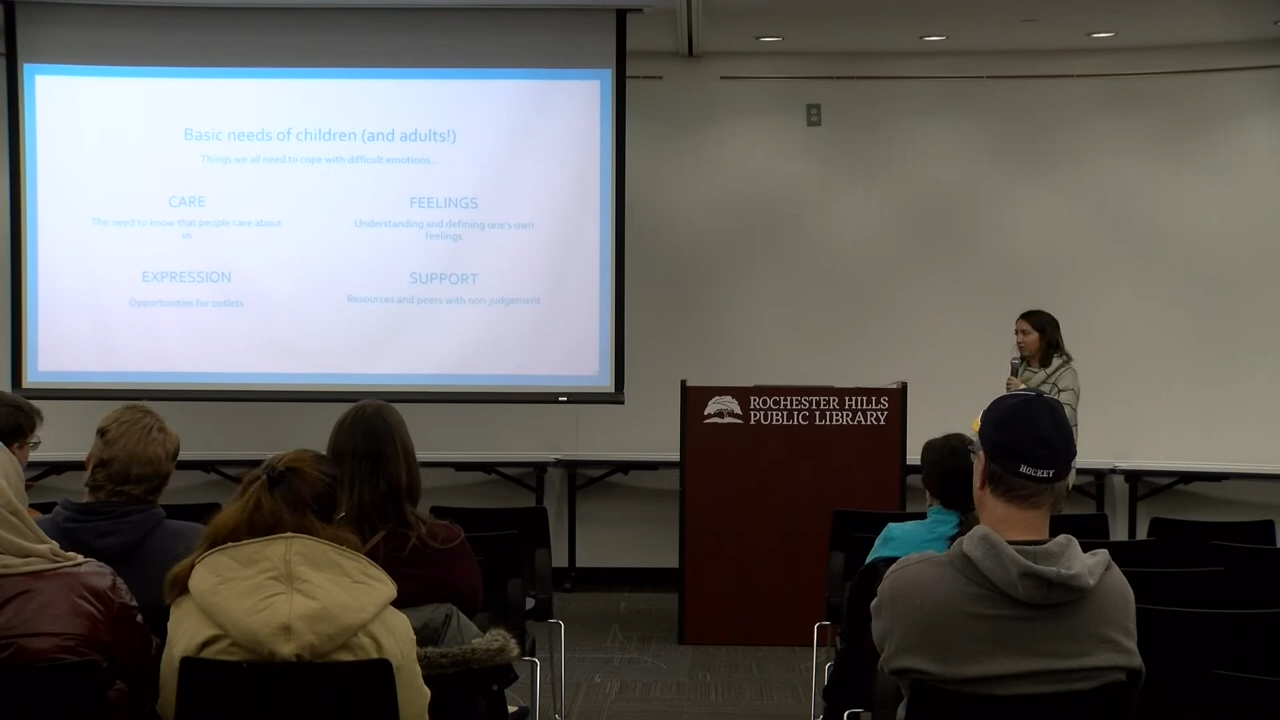 Basic needs of children (and adults!)
Things we all need to cope with difficult emotions...
CARE
The need to know that people care about
us
FEELINGS
Understanding and defining one's own
feelings
EXPRESSION
Opportunities for outlets
SUPPORT
Resources and peers with non-judgement
ROCHESTER HILLS
PUBLIC LIBRARY
HOCKEY